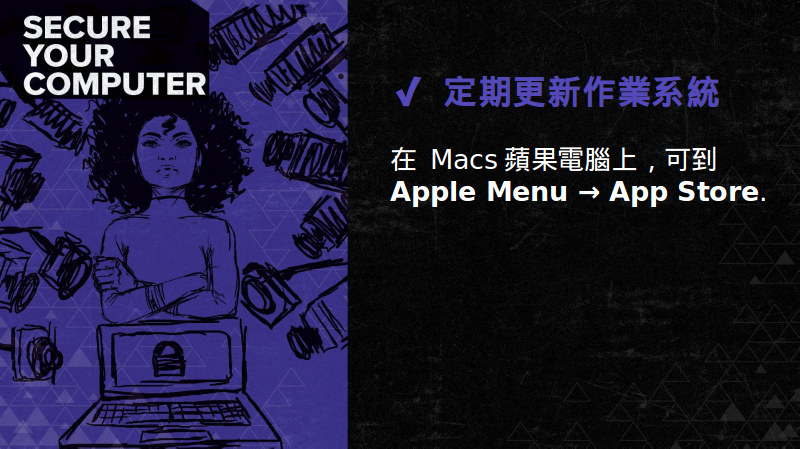 SECURE
YOUR
COMPUTER
✔ 定期更新作業系統
在 Macs 蘋果電腦上，可到
Apple Menu → App Store.